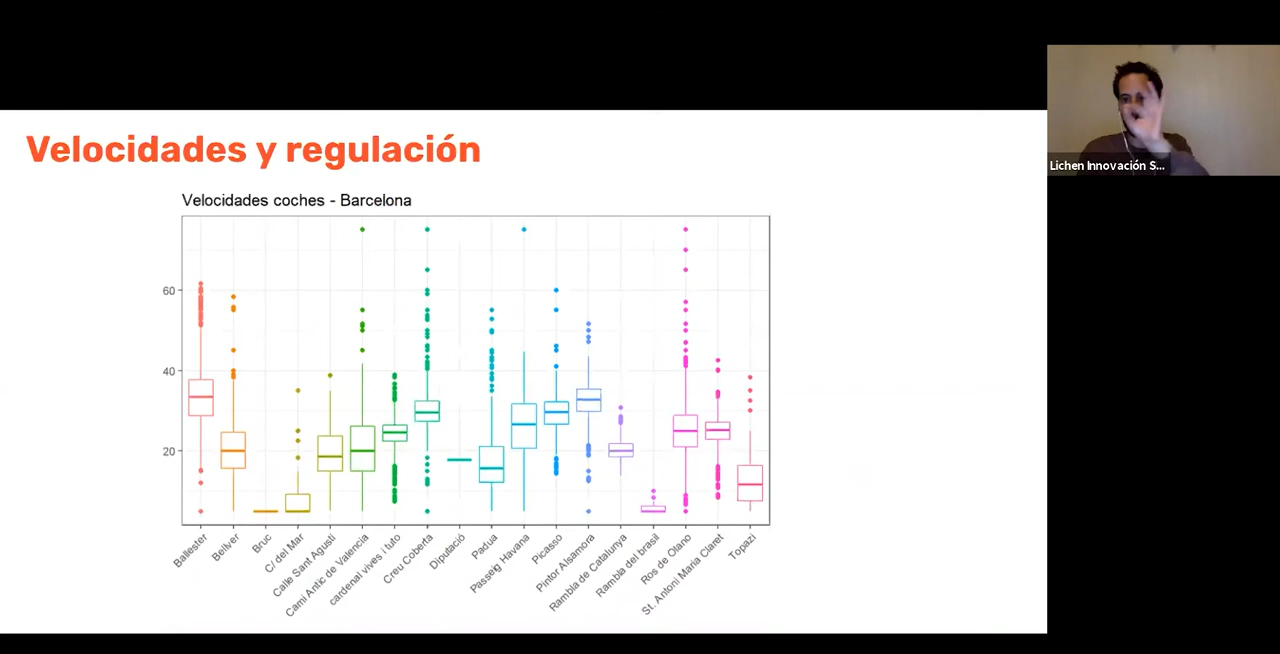 Velocidades y regulación
Velocidades coches - Barcelona
60
40
20
Ballester
Bellver
Bruc
C/ del Mar
Calle Sant Agustí
Camí Antic de Valencia
cardenal vives i tuto
Creu Coberta
Diputació
Padua
Passeig Havana
Picasso
Pintor Alsamora
Rambla de Catalunya
Rambla del brasil
Ros de Olano
St. Antoni Maria Claret
Topazi
Lichen Innovación S...